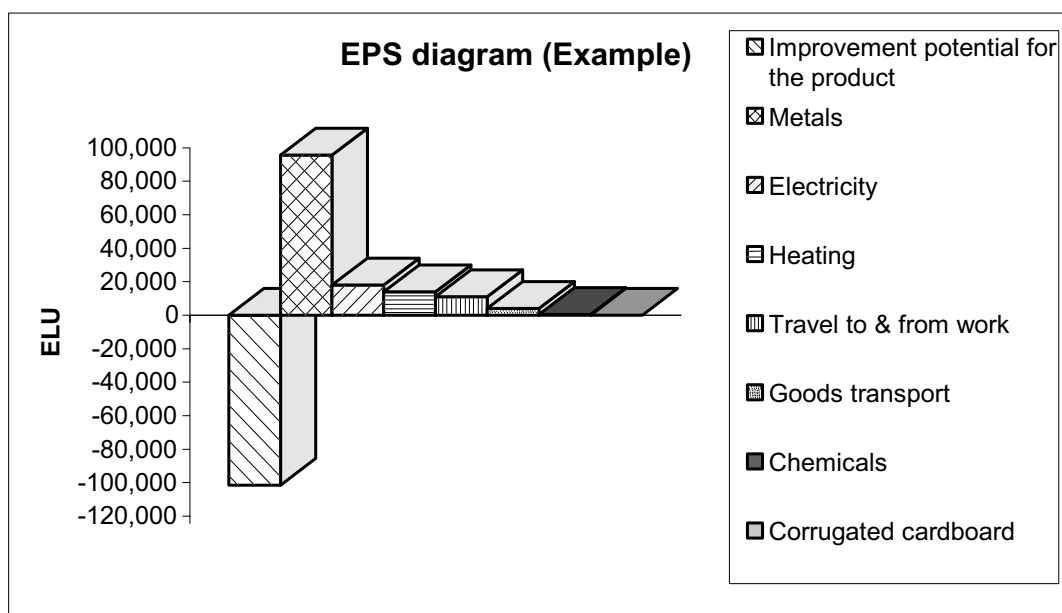 EPS diagram (Example)
100,000
80,000
60,000
40,000
20,000
0
-20,000
-40,000
-60,000
-80,000
-100,000
-120,000
ELU
Improvement potential for
the product
Metals
Electricity
Heating
Travel to & from work
Goods transport
Chemicals
Corrugated cardboard